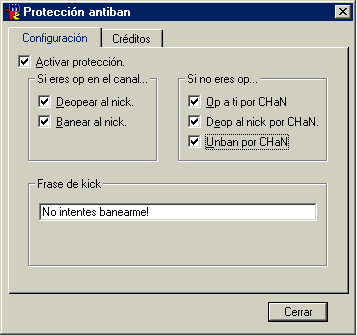 Protección antiban
Configuración
Créditos
Activar protección.
Si eres op en el canal...
Deopear al nick.
Banear al nick.
Si no eres op...
Op a ti por CHaN
Deop al nick por CHaN.
Unban por CHaN
Frase de kick
No intentes banearme!
Cerrar